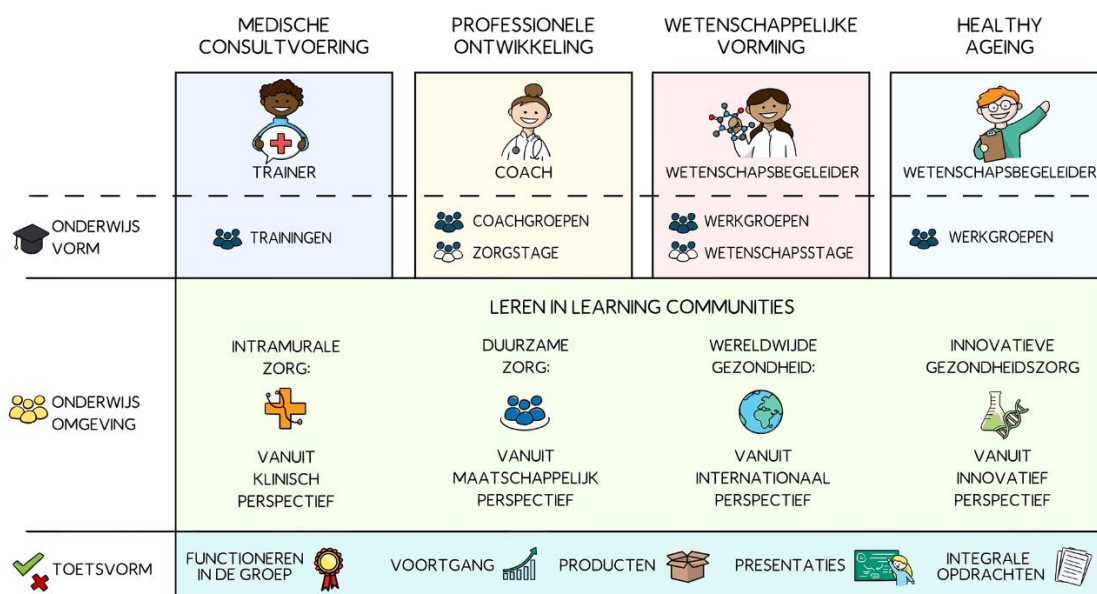 MEDISCHE
CONSULTVOERING
PROFESSIONELE
ONTWIKKELING
WETENSCHAPPELIJKE
VORMING
HEALTHY
AGEING
TRAINER
COACH
WETENSCHAPSBEGELEIDER
WETENSCHAPSBEGELEIDER
ONDERWIJS
VORM
TRAININGEN
COACHGROEPEN
ZORGSTAGE
WERKGROEPEN
WETENSCHAPSSTAGE
WERKGROEPEN
LEREN IN LEARNING COMMUNITIES
ONDERWIJS
OMGEVING
INTRAMURALE
ZORG:
VANUIT
KLINISCH
PERSPECTIEF
DUURZAME
ZORG:
VANUIT
MAATSCHAPPELIJK
PERSPECTIEF
WERELDWIJDE
GEZONDHEID:
VANUIT
INTERNATIONAAL
PERSPECTIEF
INNOVATIEVE
GEZONDHEIDSZORG
VANUIT
INNOVATIEF
PERSPECTIEF
TOETSVORM
FUNCTIONEREN
IN DE GROEP
VOORTGANG
PRODUCTEN
PRESENTATIES
INTEGRALE
OPDRACHTEN